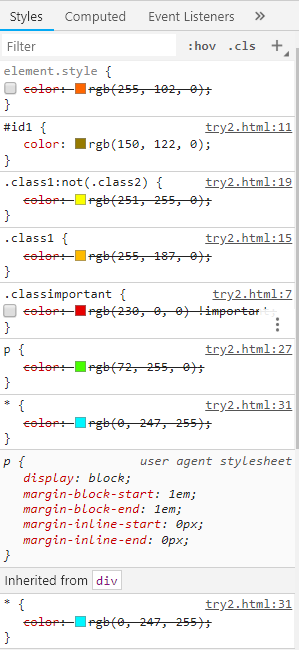 Styles Computed Event Listeners »
Filter :hov .cls +
element.style {
color: rgb(255, 102, 0);
}
#id1 { try2.html:11
color: rgb(150, 122, 0);
}
.class1:not(.class2) { try2.html:19
color: rgb(251, 255, 0);
}
.class1 { try2.html:15
color: rgb(255, 187, 0);
}
.classimportant { try2.html:7
color: rgb(230, 0, 0)
}
p { try2.html:27
color: rgb(72, 255, 0);
}
* { try2.html:31
color: rgb(0, 247, 255);
}
p { user agent stylesheet
display: block;
margin-block-start: 1em;
margin-block-end: 1em;
margin-inline-start: 0px;
margin-inline-end: 0px;
}
Inherited from div
* { try2.html:31
color: rgb(0, 247, 255);
}